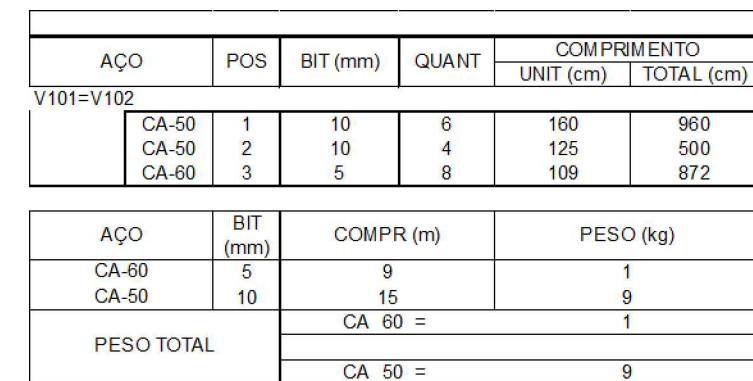 AÇO POS BIT (mm) QUANT COMPRIMENTO
UNIT (cm) TOTAL (cm)
V101=V102
CA-50 1 10 6 160 960
CA-50 2 10 4 125 500
CA-60 3 5 8 109 872
AÇO BIT (mm) COMPR (m) PESO (kg)
CA-60 5 9 1
CA-50 10 15 9
PESO TOTAL
CA 60 = 1
CA 50 = 9